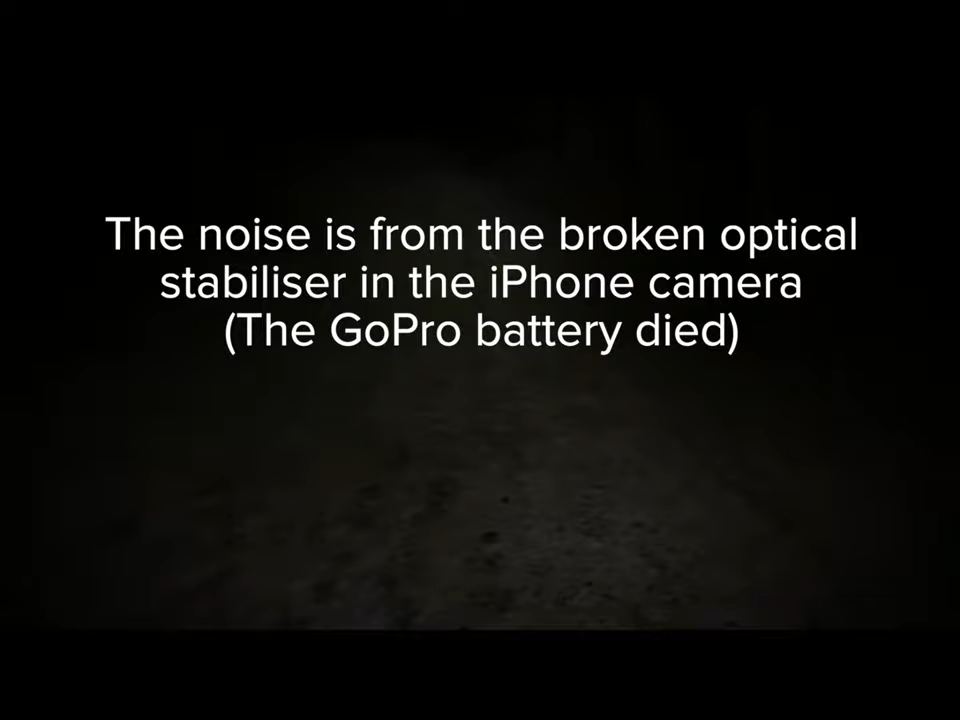 The noise is from the broken optical
stabiliser in the iPhone camera
(The GoPro battery died)